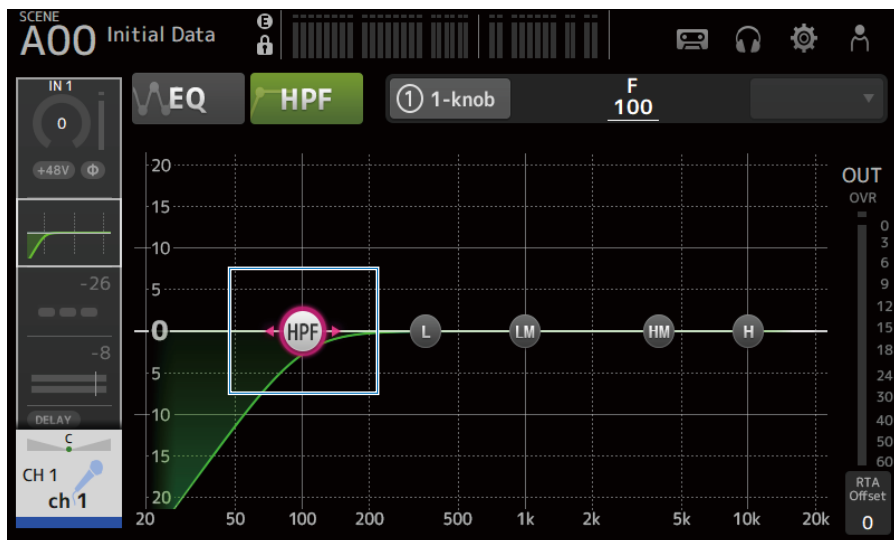 SCENE
A00 Initial Data
E
IN 1
0
+48V Φ
-26
-8
DELAY
C
CH 1
ch 1
EQ
HPF
1 1-knob
F
100
20
15
10
5
0
5
10
15
20
HPF
L
LM
HM
H
20 50 100 200 500 1k 2k 5k 10k 20k
OUT
OVR
0
3
6
9
12
15
18
24
30
40
50
60
RTA
Offset
0